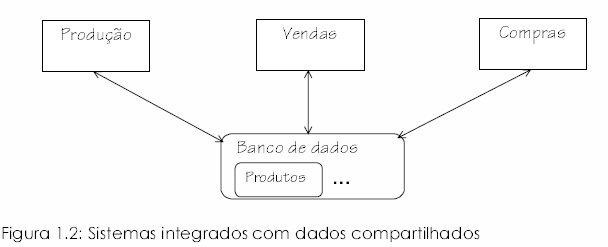 Produção
Vendas
Compras
Banco de dados
Produtos
...
Figura 1.2: Sistemas integrados com dados compartilhados